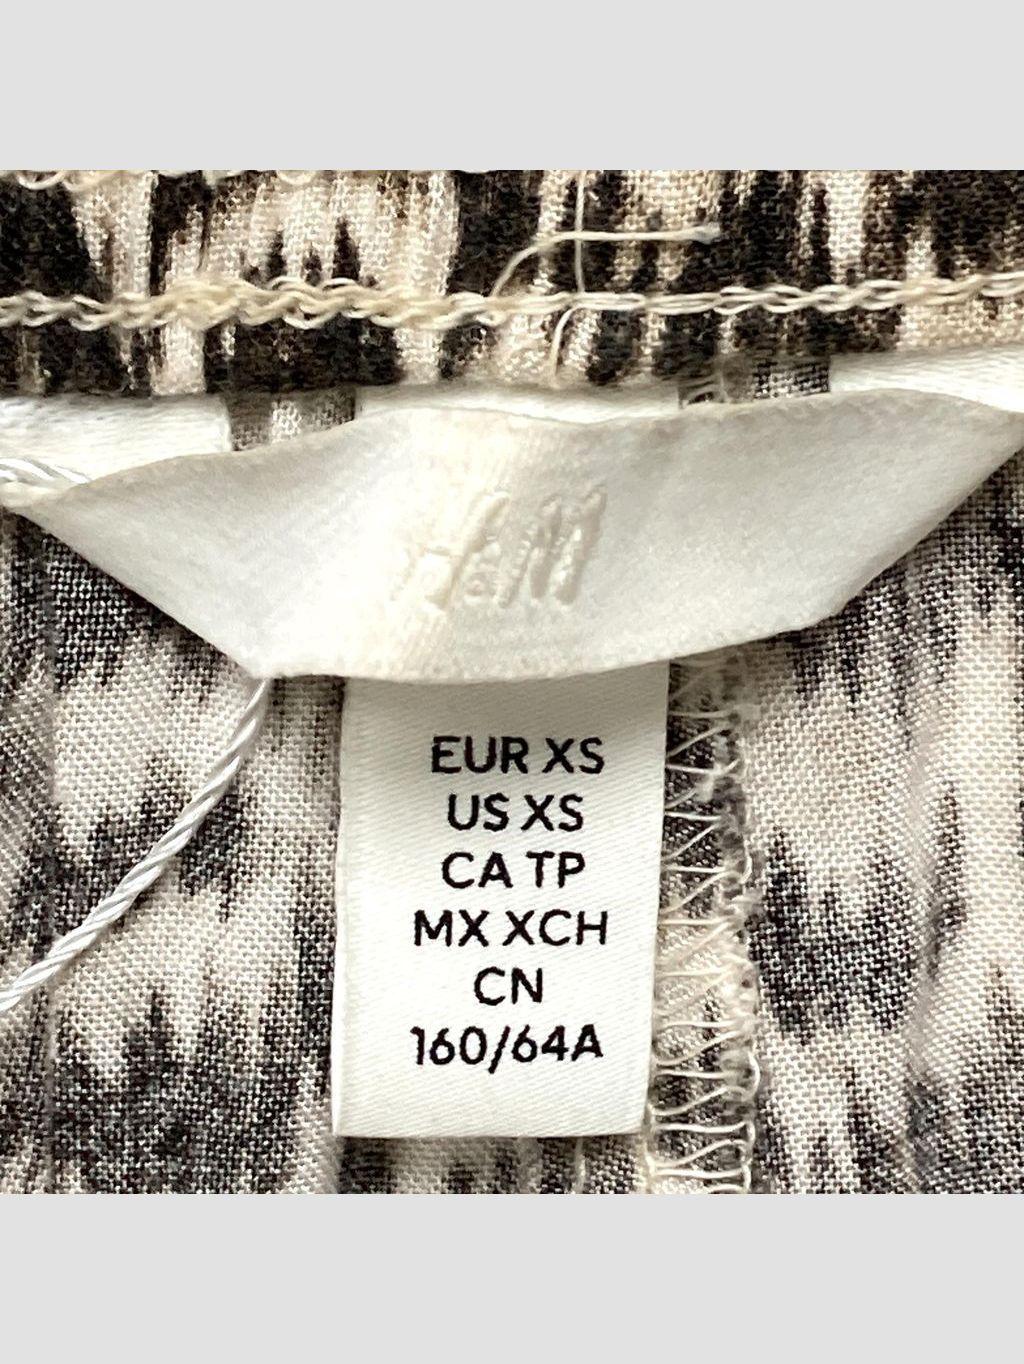 H&M
EUR XS
US XS
CA TP
MX XCH
CN
160/64A